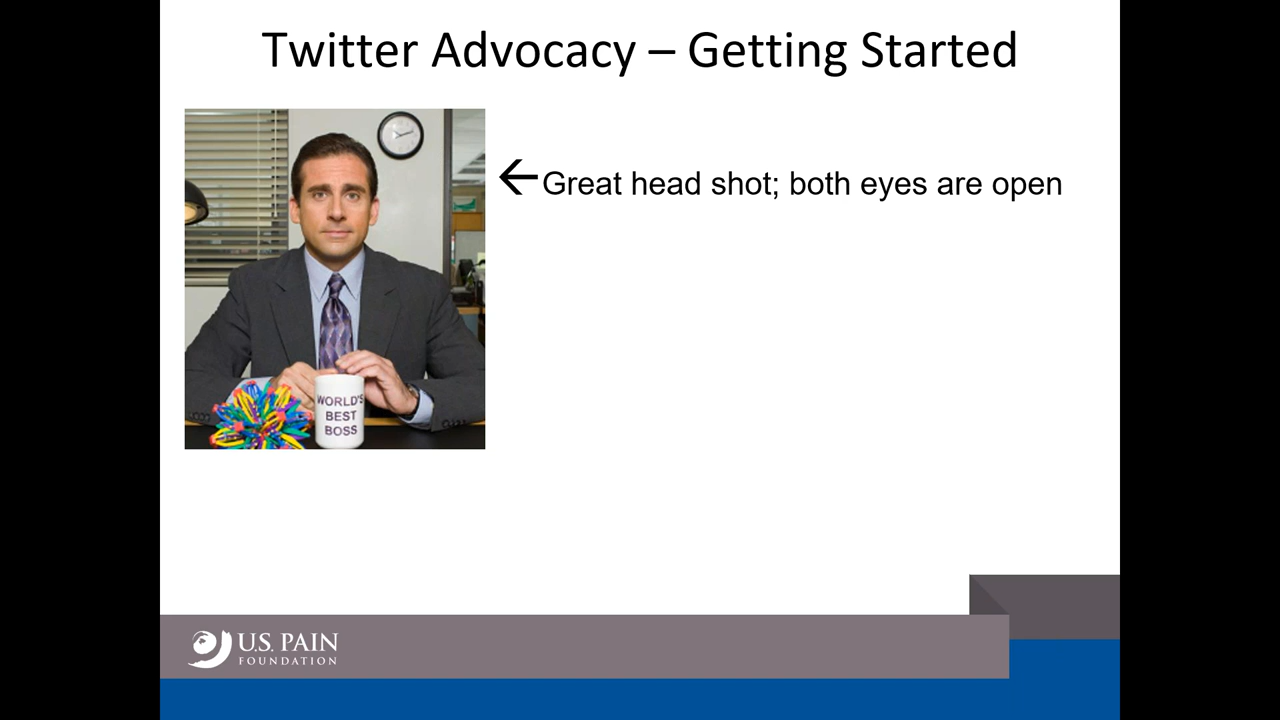 Twitter Advocacy – Getting Started
←Great head shot; both eyes are open
WORLD'S
BEST
BOSS
U.S. PAIN
FOUNDATION